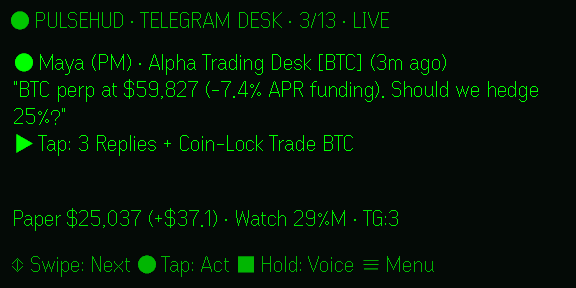 ● PULSEHUD · TELEGRAM DESK · 3/13 · LIVE
● Maya (PM) · Alpha Trading Desk [BTC] (3m ago)
"BTC perp at $59,827 (-7.4% APR funding). Should we hedge
25%?"
▶ Tap: 3 Replies + Coin-Lock Trade BTC
Paper $25,037 (+$37.1) · Watch 29%M · TG:3
⇕ Swipe: Next ● Tap: Act ■ Hold: Voice ≡ Menu